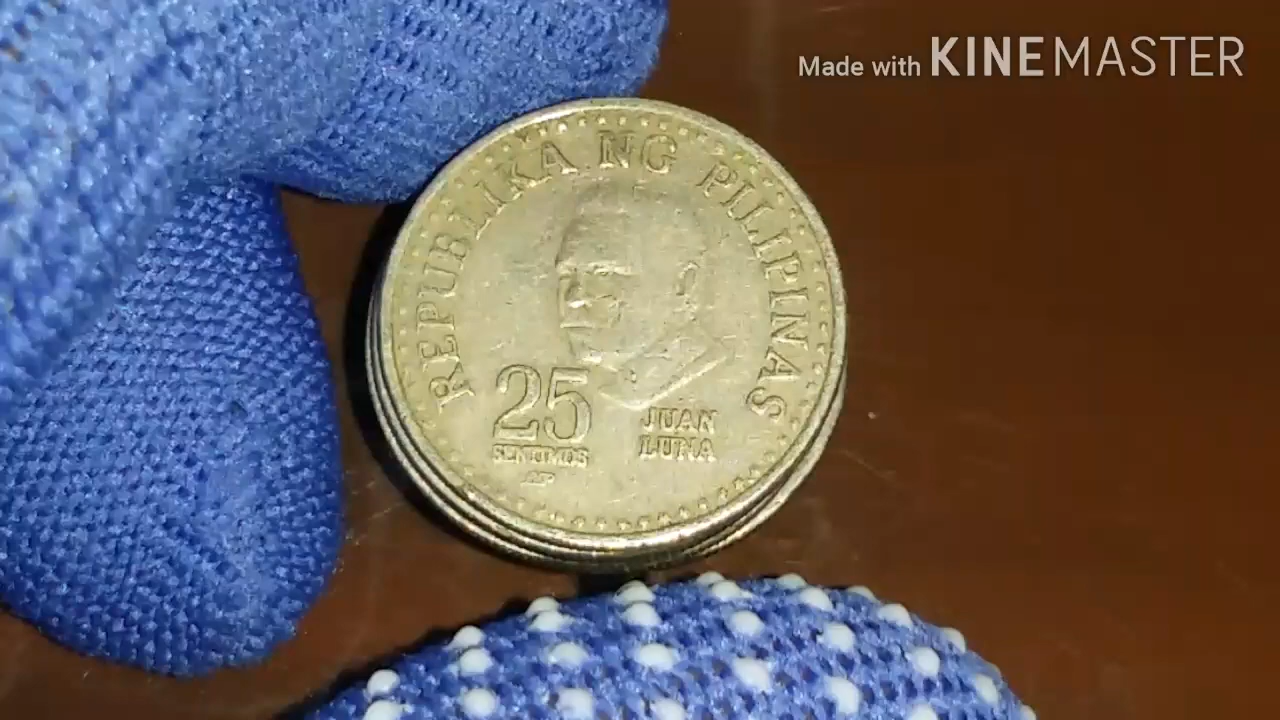 Made with KINEMASTER
REPUBLIKA NG PILIPINAS
25
SENTIMOS
JUAN
LUNA